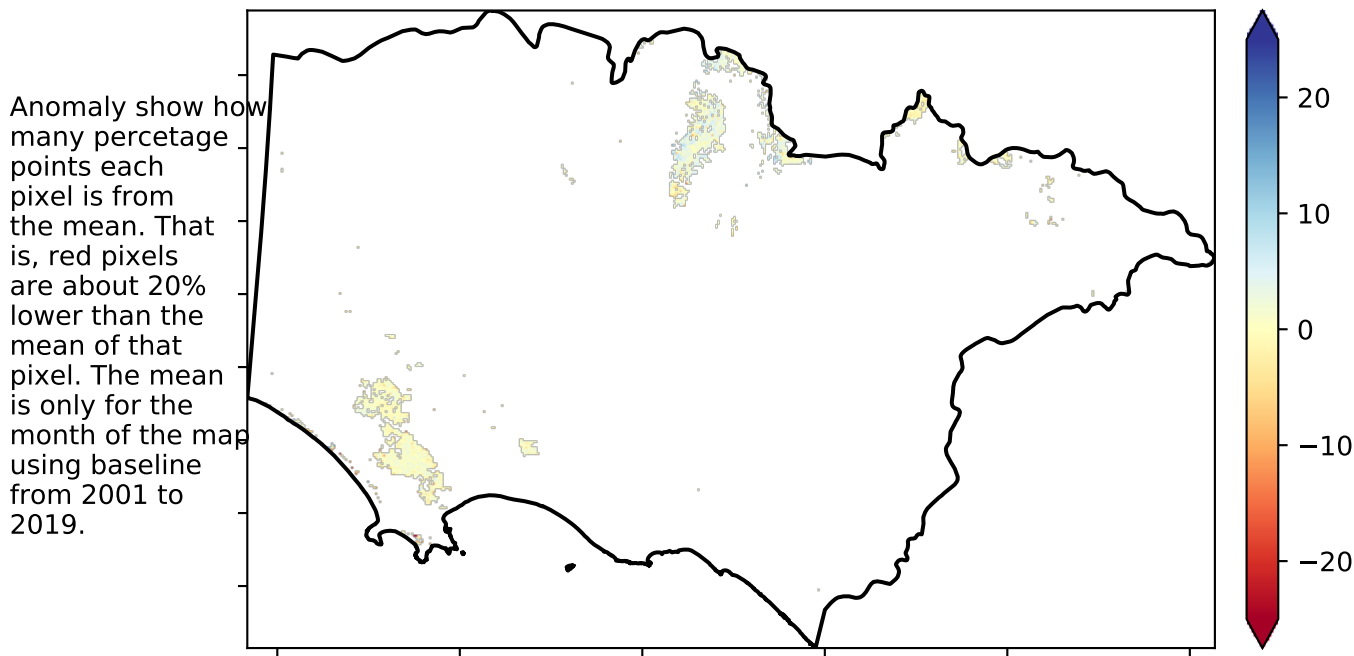 Anomaly show how
many percetage
points each
pixel is from
the mean. That
is, red pixels
are about 20%
lower than the
mean of that
pixel. The mean
is only for the
month of the map
using baseline
from 2001 to
2019.
20
10
0
−10
−20